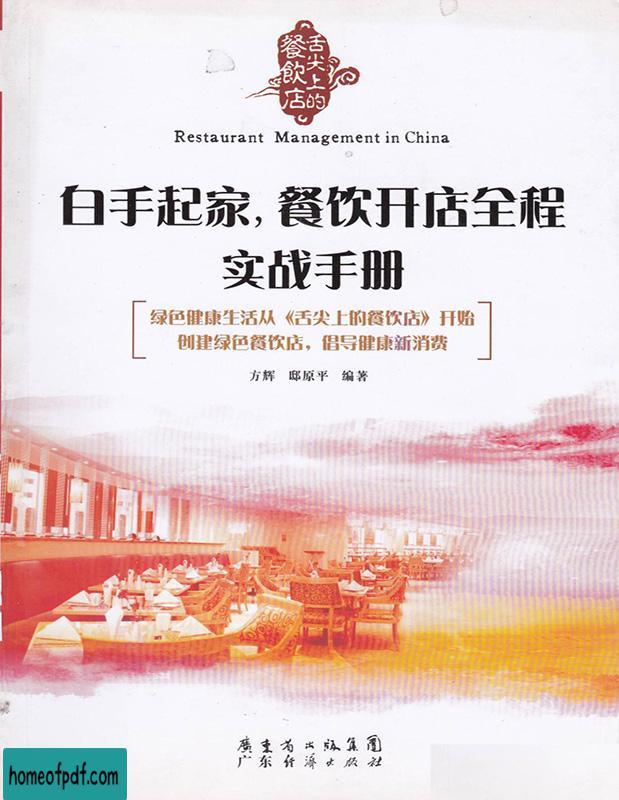 舌尖上的
餐飲店
Restaurant Management in China
白手起家,餐饮开店全程
实战手册
绿色健康生活从《舌尖上的餐饮店》开始
创建绿色餐饮店,倡导健康新消费
方辉 邸原平 编著
廣東省出版集團
广东经济出版社
homeofpdf.com